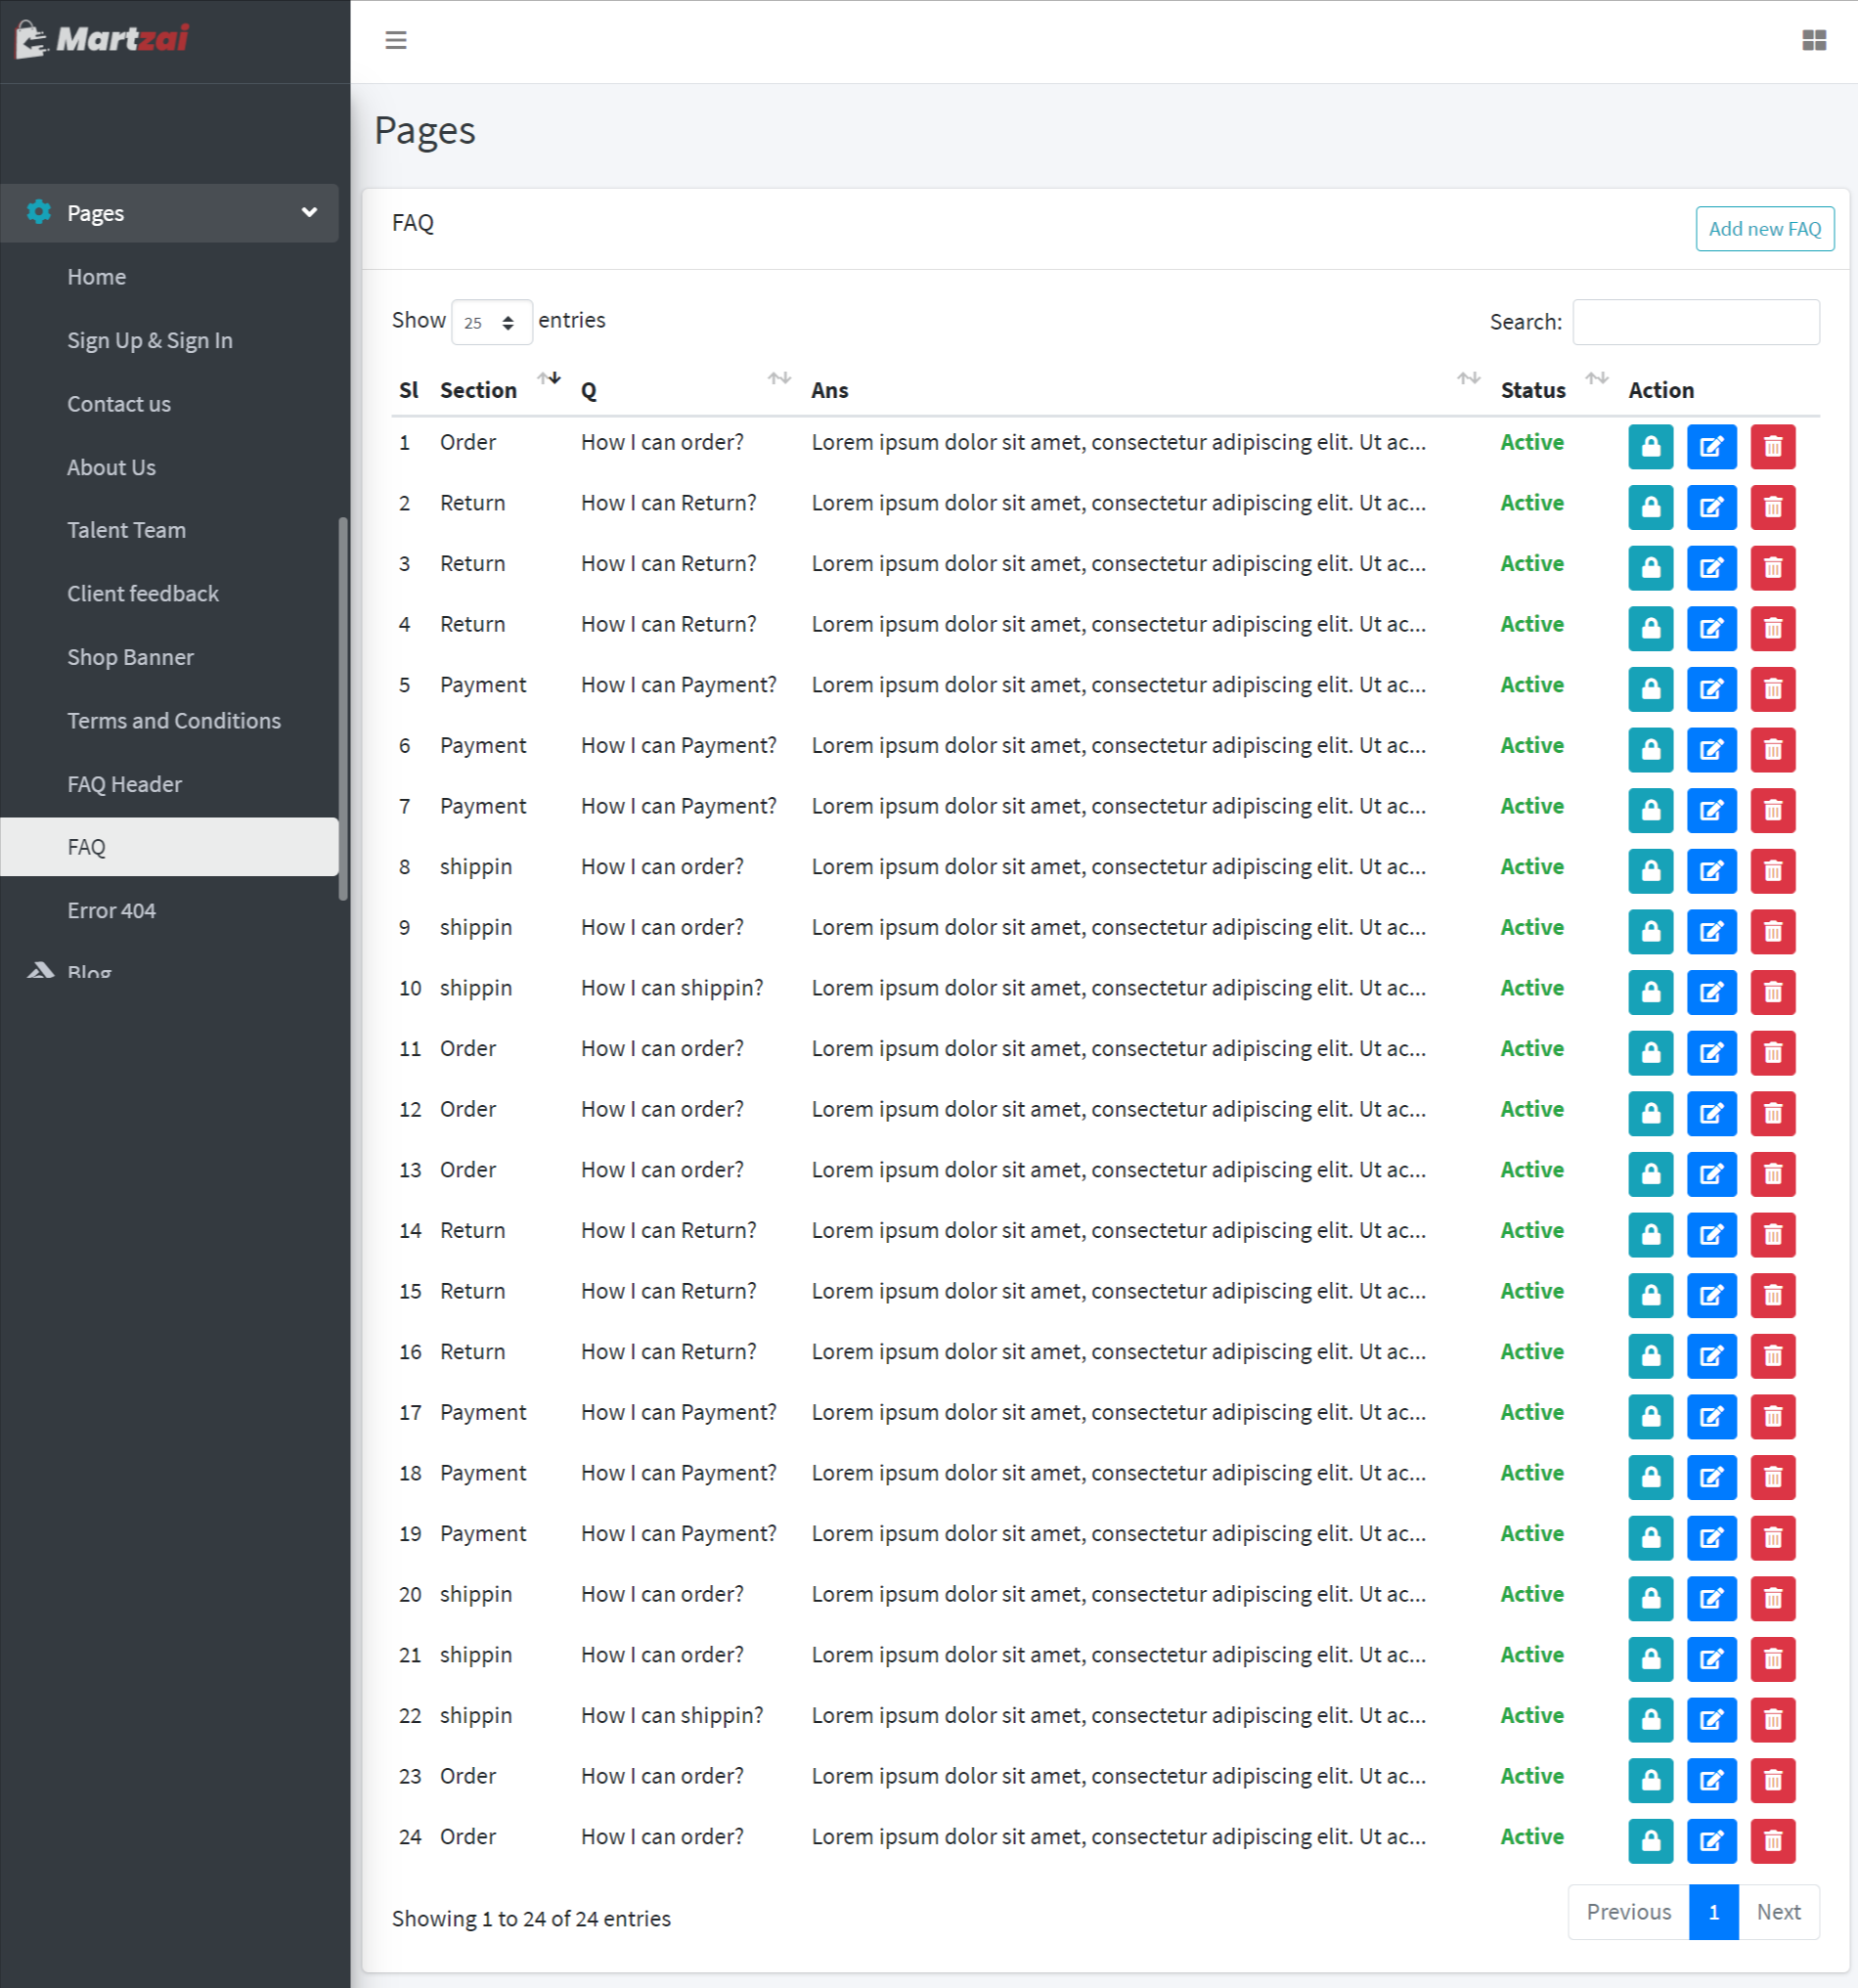 Martzai
Pages
Pages
Home
Sign Up & Sign In
Contact us
About Us
Talent Team
Client feedback
Shop Banner
Terms and Conditions
FAQ Header
FAQ
Error 404
Blog
FAQ
Add new FAQ
Show 25 entries
Search:
Sl Section Q Ans Status Action
1 Order How I can order? Lorem ipsum dolor sit amet, consectetur adipiscing elit. Ut ac... Active
2 Return How I can Return? Lorem ipsum dolor sit amet, consectetur adipiscing elit. Ut ac... Active
3 Return How I can Return? Lorem ipsum dolor sit amet, consectetur adipiscing elit. Ut ac... Active
4 Return How I can Return? Lorem ipsum dolor sit amet, consectetur adipiscing elit. Ut ac... Active
5 Payment How I can Payment? Lorem ipsum dolor sit amet, consectetur adipiscing elit. Ut ac... Active
6 Payment How I can Payment? Lorem ipsum dolor sit amet, consectetur adipiscing elit. Ut ac... Active
7 Payment How I can Payment? Lorem ipsum dolor sit amet, consectetur adipiscing elit. Ut ac... Active
8 shippin How I can order? Lorem ipsum dolor sit amet, consectetur adipiscing elit. Ut ac... Active
9 shippin How I can order? Lorem ipsum dolor sit amet, consectetur adipiscing elit. Ut ac... Active
10 shippin How I can shippin? Lorem ipsum dolor sit amet, consectetur adipiscing elit. Ut ac... Active
11 Order How I can order? Lorem ipsum dolor sit amet, consectetur adipiscing elit. Ut ac... Active
12 Order How I can order? Lorem ipsum dolor sit amet, consectetur adipiscing elit. Ut ac... Active
13 Order How I can order? Lorem ipsum dolor sit amet, consectetur adipiscing elit. Ut ac... Active
14 Return How I can Return? Lorem ipsum dolor sit amet, consectetur adipiscing elit. Ut ac... Active
15 Return How I can Return? Lorem ipsum dolor sit amet, consectetur adipiscing elit. Ut ac... Active
16 Return How I can Return? Lorem ipsum dolor sit amet, consectetur adipiscing elit. Ut ac... Active
17 Payment How I can Payment? Lorem ipsum dolor sit amet, consectetur adipiscing elit. Ut ac... Active
18 Payment How I can Payment? Lorem ipsum dolor sit amet, consectetur adipiscing elit. Ut ac... Active
19 Payment How I can Payment? Lorem ipsum dolor sit amet, consectetur adipiscing elit. Ut ac... Active
20 shippin How I can order? Lorem ipsum dolor sit amet, consectetur adipiscing elit. Ut ac... Active
21 shippin How I can order? Lorem ipsum dolor sit amet, consectetur adipiscing elit. Ut ac... Active
22 shippin How I can shippin? Lorem ipsum dolor sit amet, consectetur adipiscing elit. Ut ac... Active
23 Order How I can order? Lorem ipsum dolor sit amet, consectetur adipiscing elit. Ut ac... Active
24 Order How I can order? Lorem ipsum dolor sit amet, consectetur adipiscing elit. Ut ac... Active
Showing 1 to 24 of 24 entries
Previous 1 Next